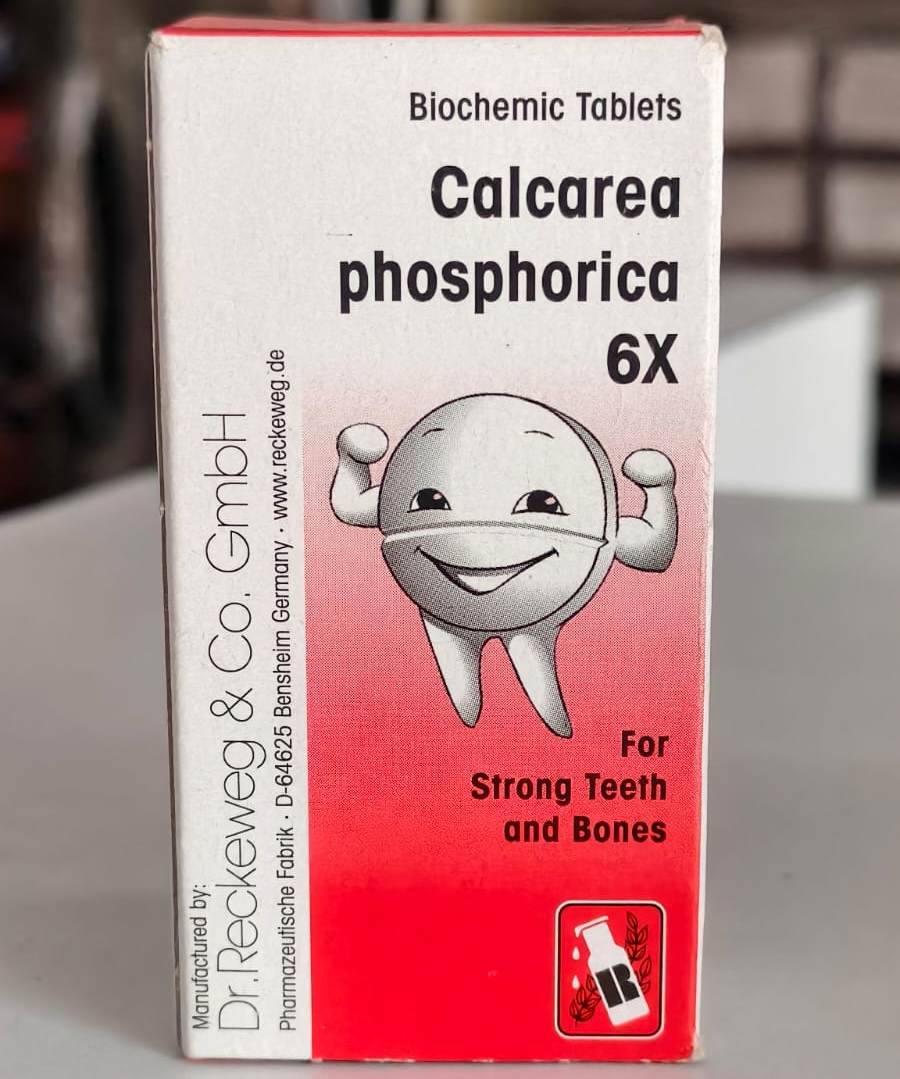 Biochemic Tablets
Calcarea
phosphorica
6X
For
Strong Teeth
and Bones
Manufactured by:
Dr.Reckeweg & Co. GmbH
Pharmazeutische Fabrik · D-64625 Bensheim Germany · www.reckeweg.de
R